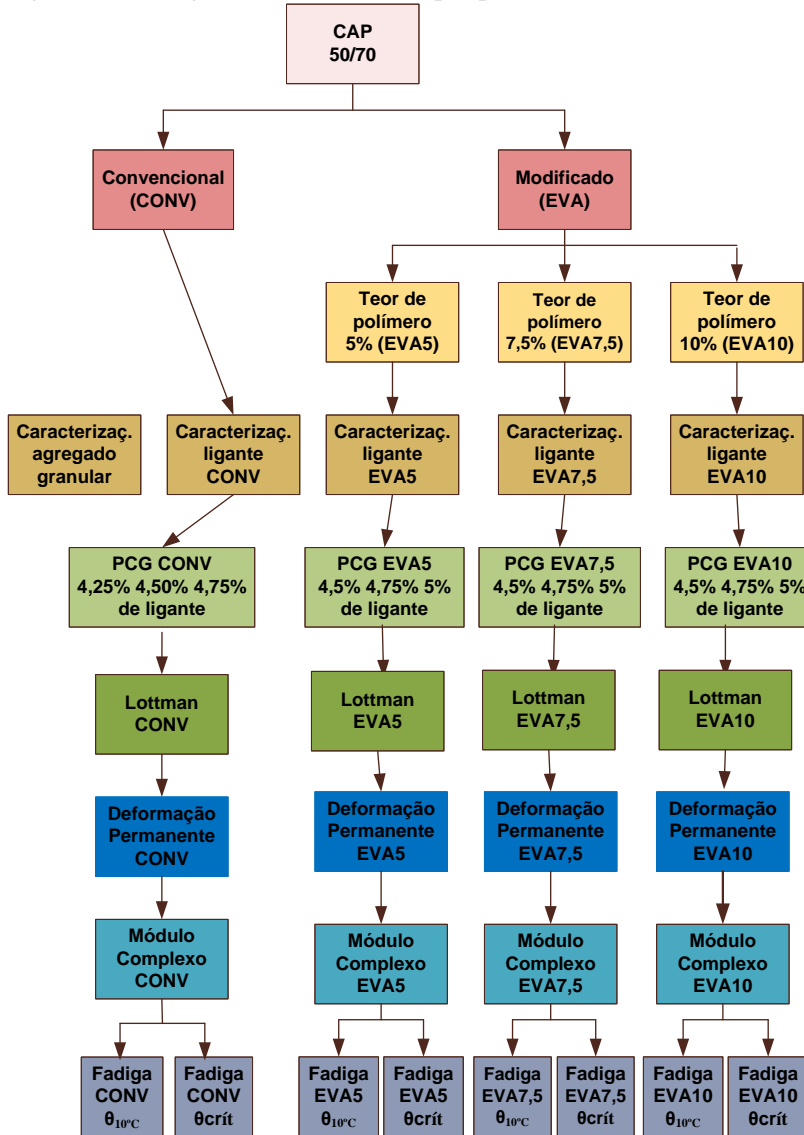 CAP
50/70
Convencional
(CONV)
Modificado
(EVA)
Teor de
polímero
5% (EVA5)
Teor de
polímero
7,5% (EVA7,5)
Teor de
polímero
10% (EVA10)
Caracterizaç.
agregado
granular
Caracterizaç.
ligante
CONV
Caracterizaç.
ligante
EVA5
Caracterizaç.
ligante
EVA7,5
Caracterizaç.
ligante
EVA10
PCG CONV
4,25% 4,50% 4,75%
de ligante
PCG EVA5
4,5% 4,75% 5%
de ligante
PCG EVA7,5
4,5% 4,75% 5%
de ligante
PCG EVA10
4,5% 4,75% 5%
de ligante
Lottman
CONV
Lottman
EVA5
Lottman
EVA7,5
Lottman
EVA10
Deformação
Permanente
CONV
Deformação
Permanente
EVA5
Deformação
Permanente
EVA7,5
Deformação
Permanente
EVA10
Módulo
Complexo
CONV
Módulo
Complexo
EVA5
Módulo
Complexo
EVA7,5
Módulo
Complexo
EVA10
Fadiga
CONV
θ10ºC
Fadiga
CONV
θcrít
Fadiga
EVA5
θ10ºC
Fadiga
EVA5
θcrít
Fadiga
EVA7,5
θ10ºC
Fadiga
EVA7,5
θcrít
Fadiga
EVA10
θ10ºC
Fadiga
EVA10
θcrít